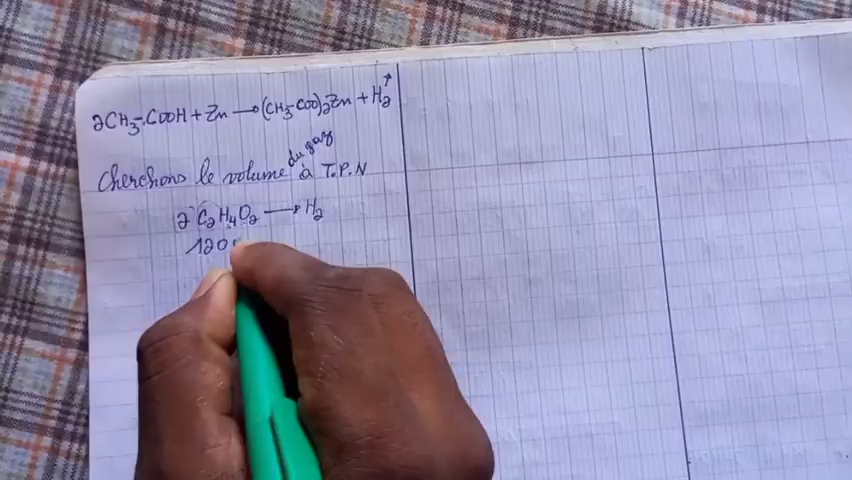 2CH₃-COOH + Zn → (CH₃-COO)₂Zn + H₂↑
Cherchons le volume du gaz à T.P.N
2 C₂H₄O₂ → H₂
120